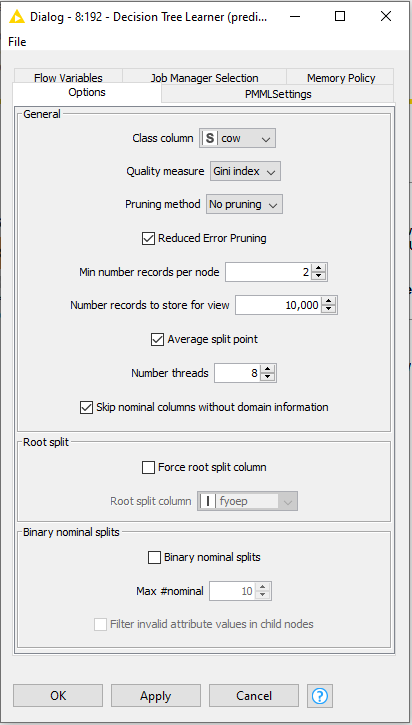 Dialog - 8:192 - Decision Tree Learner (predi...
File
Flow Variables Job Manager Selection Memory Policy
Options PMMLSettings
General
Class column S cow
Quality measure Gini index
Pruning method No pruning
Reduced Error Pruning
Min number records per node 2
Number records to store for view 10,000
Average split point
Number threads 8
Skip nominal columns without domain information
Root split
Force root split column
Root split column I fyoep
Binary nominal splits
Binary nominal splits
Max #nominal 10
Filter invalid attribute values in child nodes
OK Apply Cancel ?